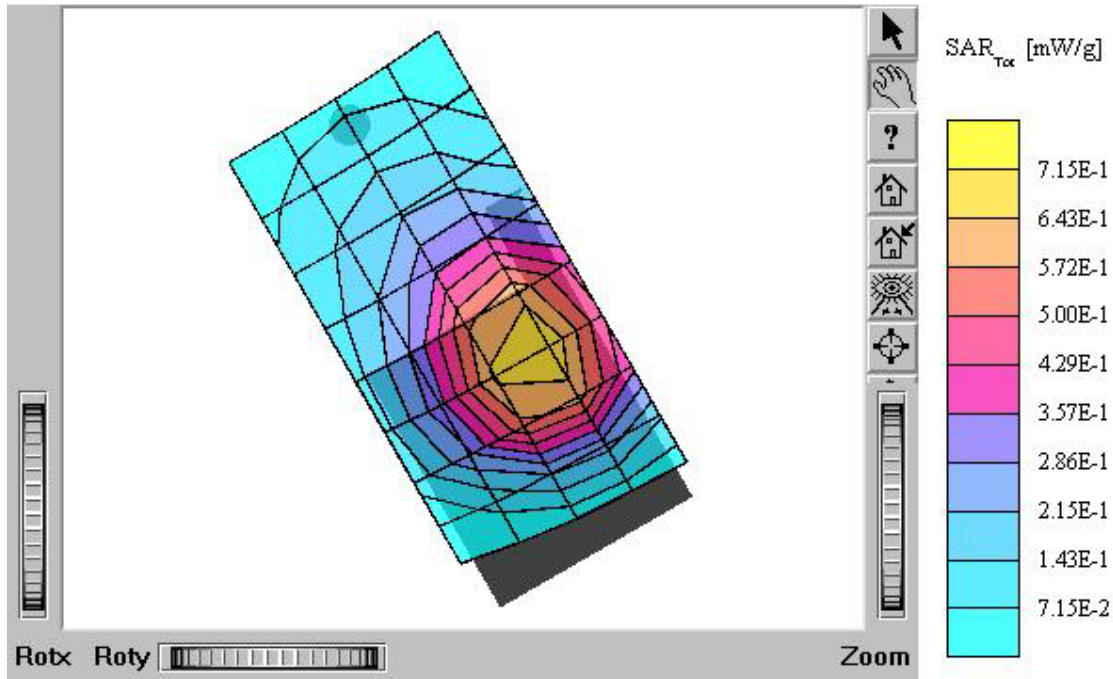 SAR_Tot [mW/g]
?
7.15E-1
6.43E-1
5.72E-1
5.00E-1
4.29E-1
3.57E-1
2.86E-1
2.15E-1
1.43E-1
7.15E-2
Rotx Roty Zoom